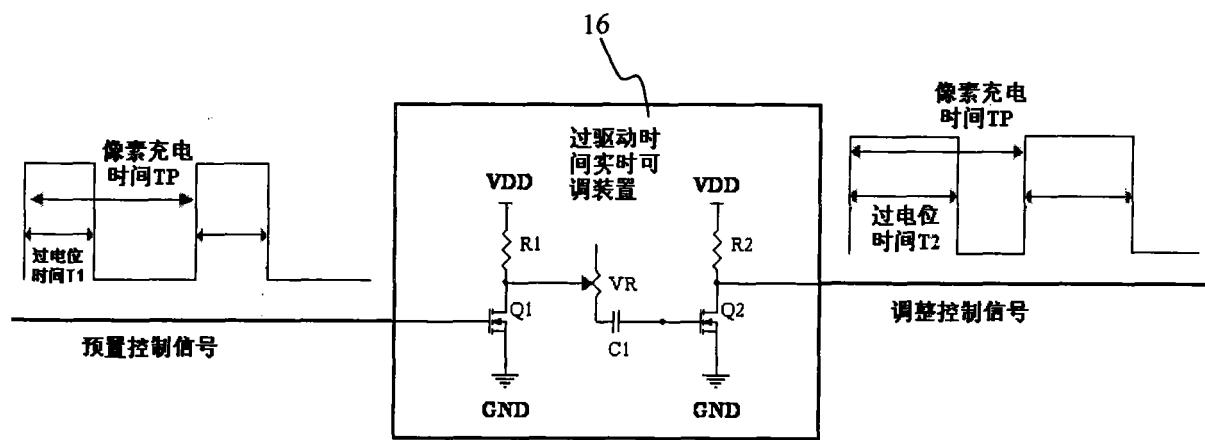 16
像素充电
时间TP
过电位
时间T1
预置控制信号
过驱动时
间实时可
调装置
VDD
VDD
R1
R2
VR
Q1
Q2
C1
GND
GND
像素充电
时间TP
过电位
时间T2
调整控制信号